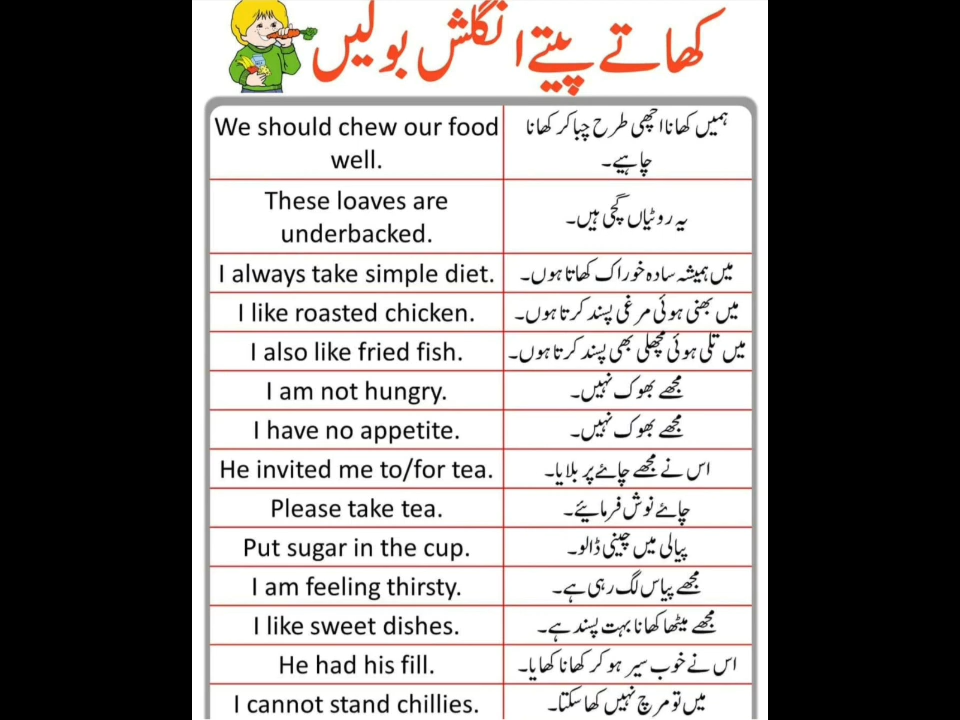 کھاتے پیتے انگلش بولیں
We should chew our food
well.
ہمیں کھانا اچھی طرح چبا کر کھانا
چاہیے۔
These loaves are
underbacked.
یہ روٹیاں کچی ہیں۔
I always take simple diet.
میں ہمیشہ سادہ خوراک کھاتا ہوں۔
I like roasted chicken.
میں بھنی ہوئی مرغی پسند کرتا ہوں۔
I also like fried fish.
میں تلی ہوئی مچھلی بھی پسند کرتا ہوں۔
I am not hungry.
مجھے بھوک نہیں۔
I have no appetite.
مجھے بھوک نہیں۔
He invited me to/for tea.
اس نے مجھے چائے پر بلایا۔
Please take tea.
چائے نوش فرمائیے۔
Put sugar in the cup.
پیالی میں چینی ڈالو۔
I am feeling thirsty.
مجھے پیاس لگ رہی ہے۔
I like sweet dishes.
مجھے میٹھا کھانا بہت پسند ہے۔
He had his fill.
اس نے خوب سیر ہو کر کھانا کھایا۔
I cannot stand chillies.
میں تو مرچ نہیں کھا سکتا۔